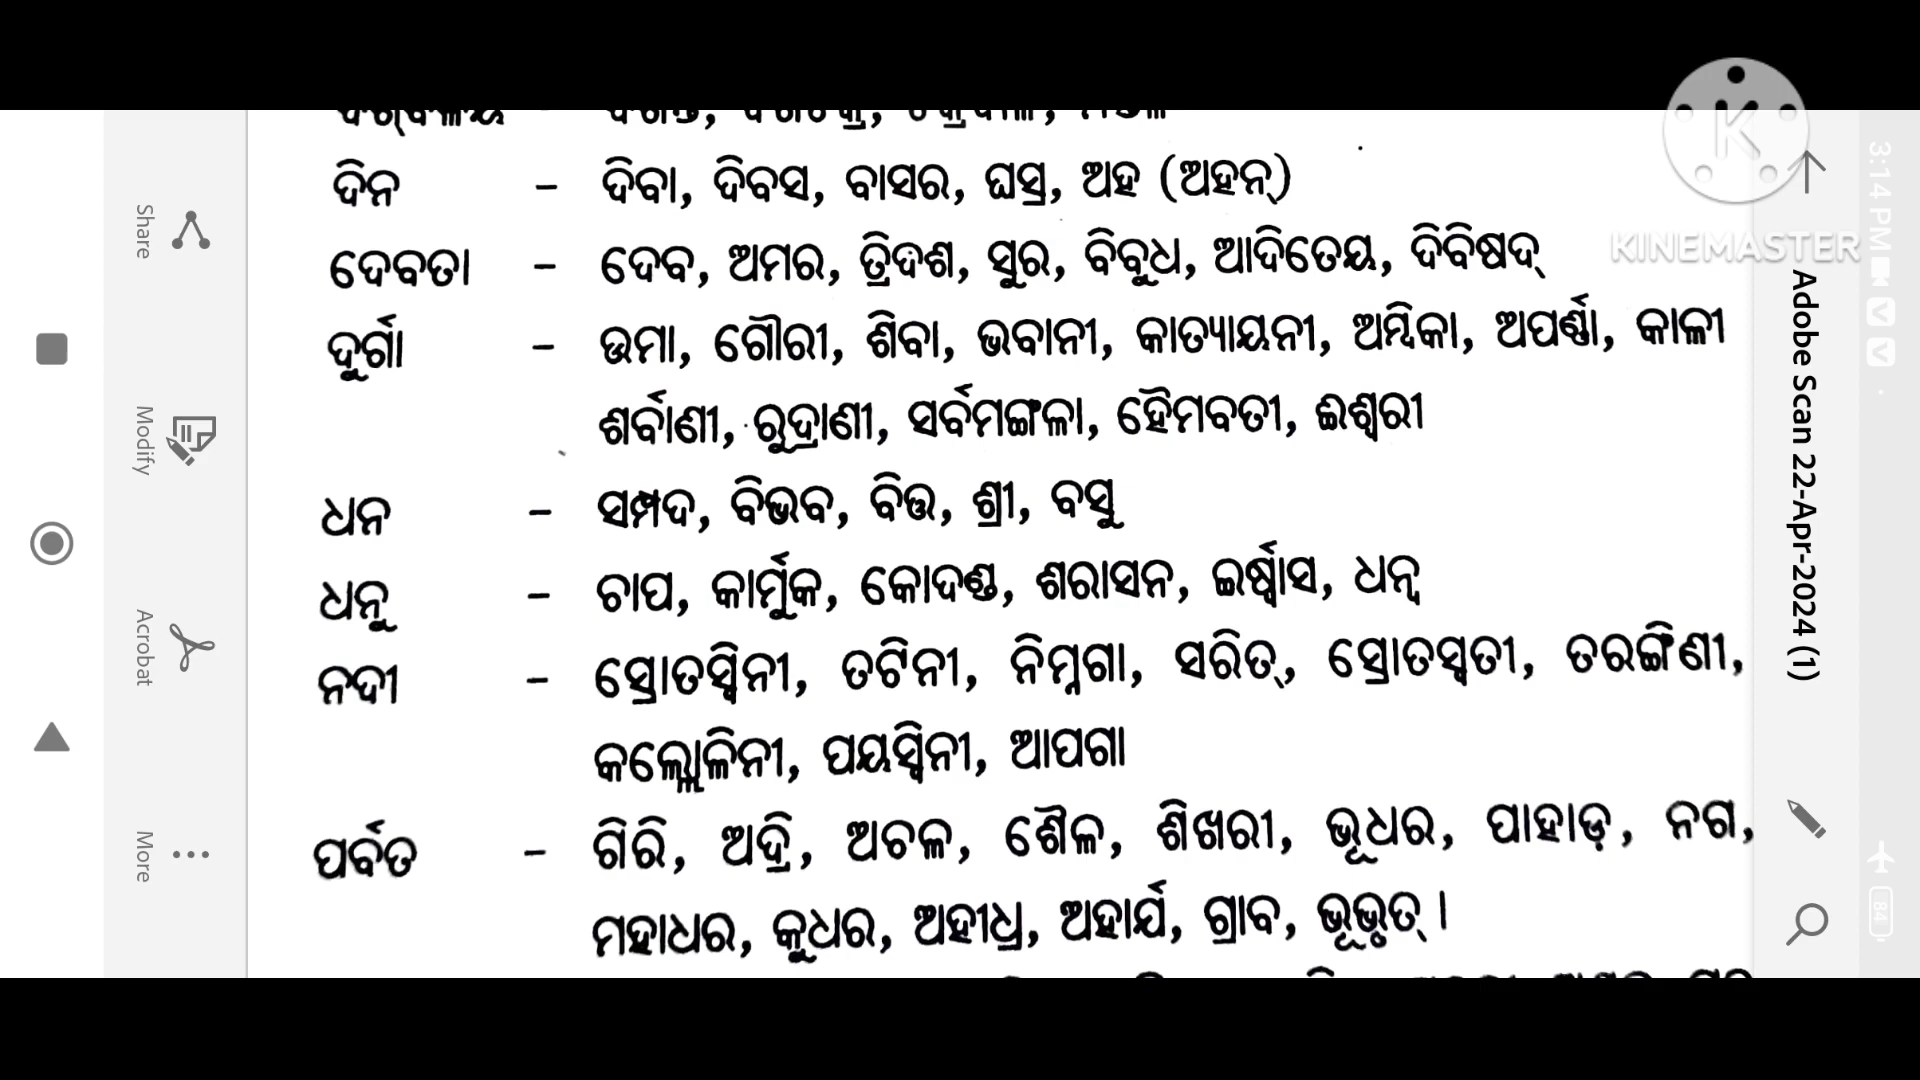 ଦିନ - ଦିବା, ଦିବସ, ବାସର, ଘସ୍ର, ଅହ (ଅହନ୍)
ଦେବତା - ଦେବ, ଅମର, ତ୍ରିଦଶ, ସୁର, ବିବୁଧ, ଆଦିତେୟ, ଦିବିଷଦ୍
ଦୁର୍ଗା - ଉମା, ଗୌରୀ, ଶିବା, ଭବାନୀ, କାତ୍ୟାୟନୀ, ଅମ୍ବିକା, ଅପର୍ଣ୍ଣା, କାଳୀ
ଶର୍ବାଣୀ, ରୁଦ୍ରାଣୀ, ସର୍ବମଙ୍ଗଳା, ହୈମବତୀ, ଈଶ୍ୱରୀ
ଧନ - ସମ୍ପଦ, ବିଭବ, ବିତ୍ତ, ଶ୍ରୀ, ବସୁ
ଧନୁ - ଚାପ, କାର୍ମୁକ, କୋଦଣ୍ଡ, ଶରାସନ, ଇର୍ଷ୍ୱାସ, ଧନ୍ୱ
ନଦୀ - ସ୍ରୋତସ୍ୱିନୀ, ତଟିନୀ, ନିମ୍ନଗା, ସରିତ୍, ସ୍ରୋତସ୍ୱତୀ, ତରଙ୍ଗିଣୀ,
କଲ୍ଲୋଳିନୀ, ପୟସ୍ୱିନୀ, ଆପଗା
ପର୍ବତ - ଗିରି, ଅଦ୍ରି, ଅଚଳ, ଶୈଳ, ଶିଖରୀ, ଭୂଧର, ପାହାଡ଼, ନଗ,
ମହାଧର, କୁଧର, ଅହୀଧ୍ର, ଅହାର୍ଯ, ଗ୍ରାବ, ଭୂଭୃତ୍ ।
Share
Modify
Acrobat
More
KINEMASTER
Adobe Scan 22-Apr-2024 (1)
3:14 PM
84